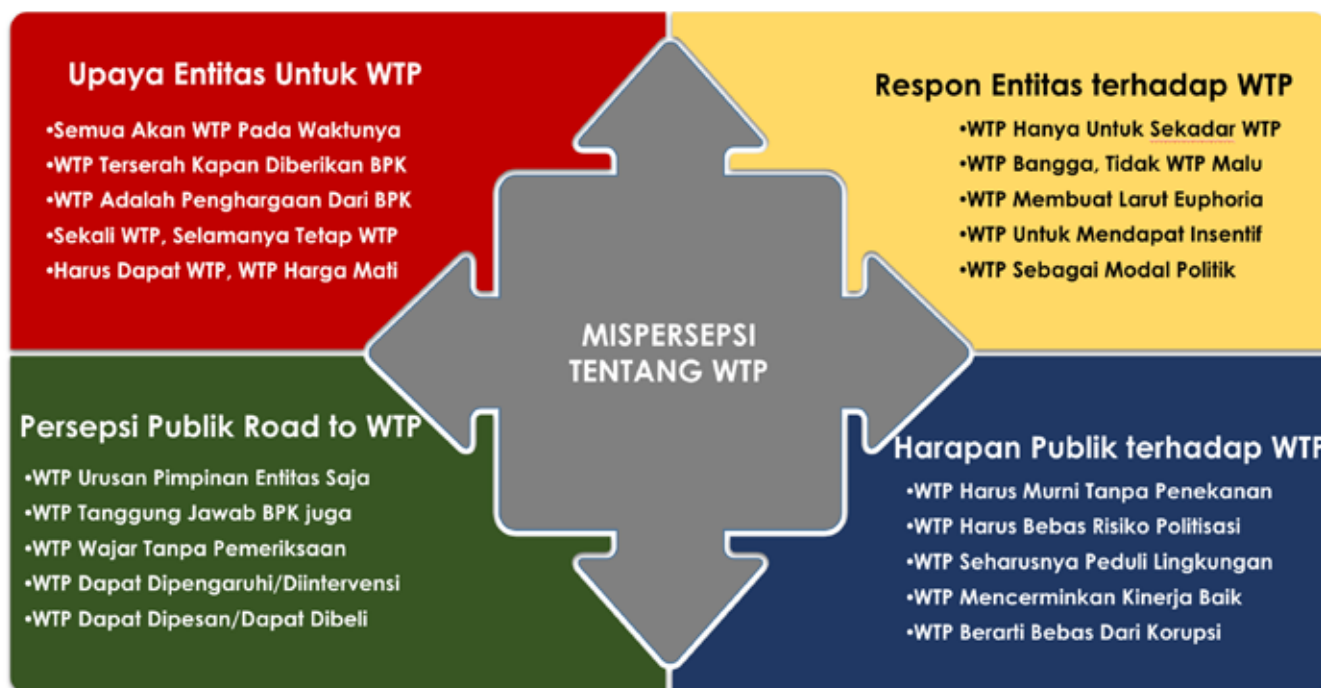 Upaya Entitas Untuk WTP
•Semua Akan WTP Pada Waktunya
•WTP Terserah Kapan Diberikan BPK
•WTP Adalah Penghargaan Dari BPK
•Sekali WTP, Selamanya Tetap WTP
•Harus Dapat WTP, WTP Harga Mati
Respon Entitas terhadap WTP
•WTP Hanya Untuk Sekadar WTP
•WTP Bangga, Tidak WTP Malu
•WTP Membuat Larut Euphoria
•WTP Untuk Mendapat Insentif
•WTP Sebagai Modal Politik
MISPERSEPSI
TENTANG WTP
Persepsi Publik Road to WTP
•WTP Urusan Pimpinan Entitas Saja
•WTP Tanggung Jawab BPK juga
•WTP Wajar Tanpa Pemeriksaan
•WTP Dapat Dipengaruhi/Diintervensi
•WTP Dapat Dipesan/Dapat Dibeli
Harapan Publik terhadap WTP
•WTP Harus Murni Tanpa Penekanan
•WTP Harus Bebas Risiko Politisasi
•WTP Seharusnya Peduli Lingkungan
•WTP Mencerminkan Kinerja Baik
•WTP Berarti Bebas Dari Korupsi